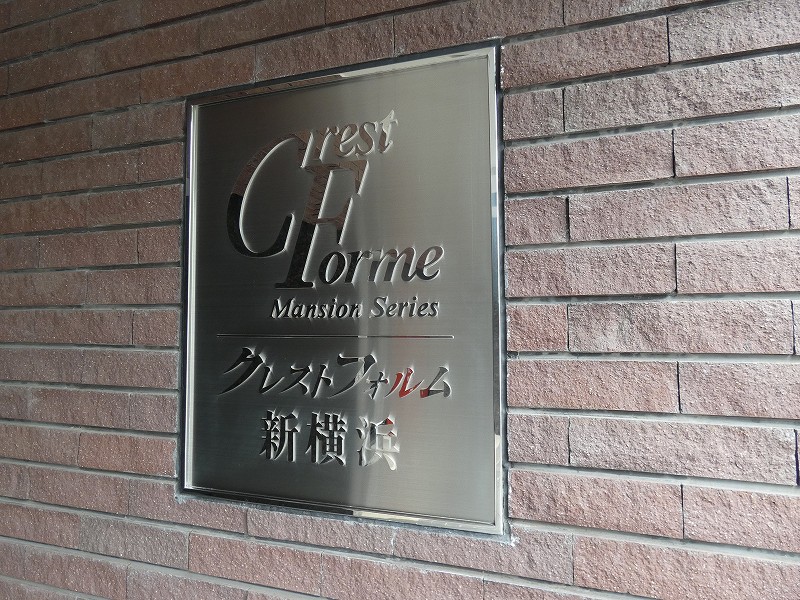 Crest
Forme
Mansion Series
クレストフォルム
新横浜